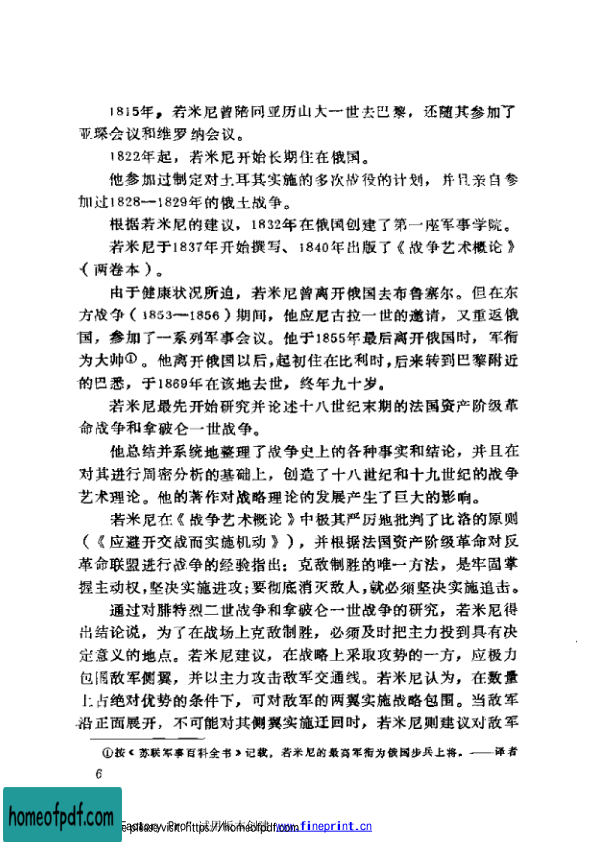 1815年，若米尼曾陪同亚历山大一世去巴黎，还随其参加了
亚琛会议和维罗纳会议。
1822年起，若米尼开始长期住在俄国。
他参加过制定对土耳其实施的多次战役的计划，并且亲自参
加过1828—1829年的俄土战争。
根据若米尼的建议，1832年在俄国创建了第一座军事学院。
若米尼于1837年开始撰写、1840年出版了《战争艺术概论》
（两卷本）。
由于健康状况所迫，若米尼曾离开俄国去布鲁塞尔。但在东
方战争（1853—1856）期间，他应尼古拉一世的邀请，又重返俄
国，参加了一系列军事会议。他于1855年最后离开俄国时，军衔
为大帅①。他离开俄国以后，起初住在比利时，后来转到巴黎附近
的巴悉，于1869年在该地去世，终年九十岁。
若米尼最先开始研究并论述十八世纪末期的法国资产阶级革
命战争和拿破仑一世战争。
他总结并系统地整理了战争史上的各种事实和结论，并且在
对其进行周密分析的基础上，创造了十八世纪和十九世纪的战争
艺术理论。他的著作对战略理论的发展产生了巨大的影响。
若米尼在《战争艺术概论》中极其严厉地批判了比洛的原则
（《应避开交战而实施机动》），并根据法国资产阶级革命对反
革命联盟进行战争的经验指出：克敌制胜的唯一方法，是牢固掌
握主动权，坚决实施进攻；要彻底消灭敌人，就必须坚决实施追击。
通过对腓特烈二世战争和拿破仑一世战争的研究，若米尼得
出结论说，为了在战场上克敌制胜，必须及时把主力投到具有决
定意义的地点。若米尼建议，在战略上采取攻势的一方，应极力
包围敌军侧翼，并以主力攻击敌军交通线。若米尼认为，在数量
上占绝对优势的条件下，可对敌军的两翼实施战略包围。当敌军
沿正面展开，不可能对其侧翼实施迂回时，若米尼则建议对敌军
①按《苏联军事百科全书》记载，若米尼的最高军衔为俄国步兵上将。——译者
6
homeofpdf.com
Factory Pro" 试用版本创建 www.fineprint.cn
please visit: https://homeofpdf.com